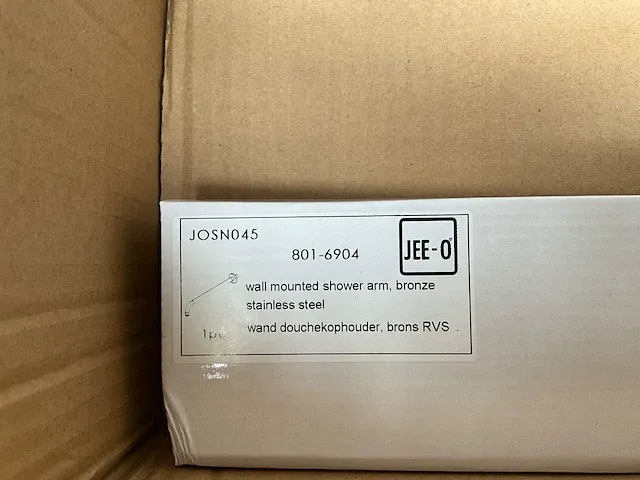 JOSN045
801-6904
JEE-O
wall mounted shower arm, bronze
stainless steel
wand douchekophouder, brons RVS